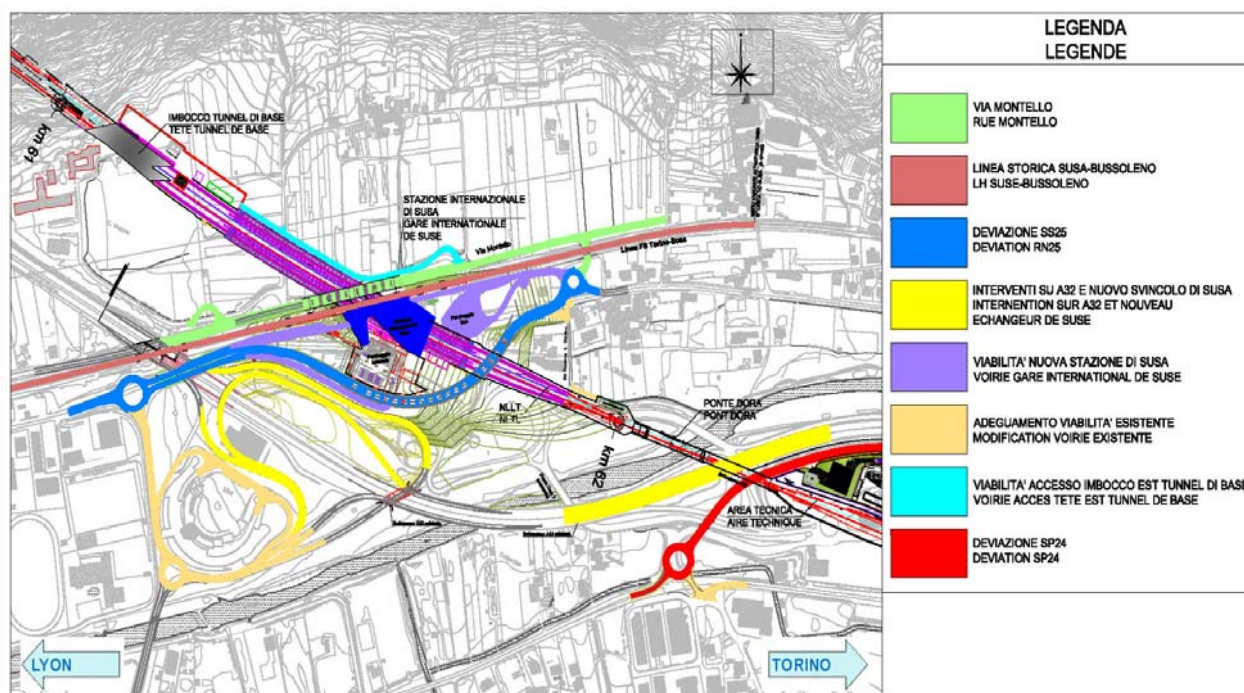 IMBOCCO TUNNEL DI BASE
TETE TUNNEL DE BASE
km 61
STAZIONE INTERNAZIONALE
DI SUSA
GARE INTERNATIONALE
DE SUSE
Via Montello
Linea FS Torino-Susa
NLLT
NLTL
PONTE DORA
PONT DORA
km 62
AREA TECNICA
AIRE TECHNIQUE
LYON
TORINO
LEGENDA
LEGENDE
VIA MONTELLO
RUE MONTELLO
LINEA STORICA SUSA-BUSSOLENO
LH SUSE-BUSSOLENO
DEVIAZIONE SS25
DEVIATION RN25
INTERVENTI SU A32 E NUOVO SVINCOLO DI SUSA
INTERNENTION SUR A32 ET NOUVEAU
ECHANGEUR DE SUSE
VIABILITA' NUOVA STAZIONE DI SUSA
VOIRIE GARE INTERNATIONAL DE SUSE
ADEGUAMENTO VIABILITA' ESISTENTE
MODIFICATION VOIRIE EXISTENTE
VIABILITA' ACCESSO IMBOCCO EST TUNNEL DI BASE
VOIRIE ACCES TETE EST TUNNEL DE BASE
DEVIAZIONE SP24
DEVIATION SP24